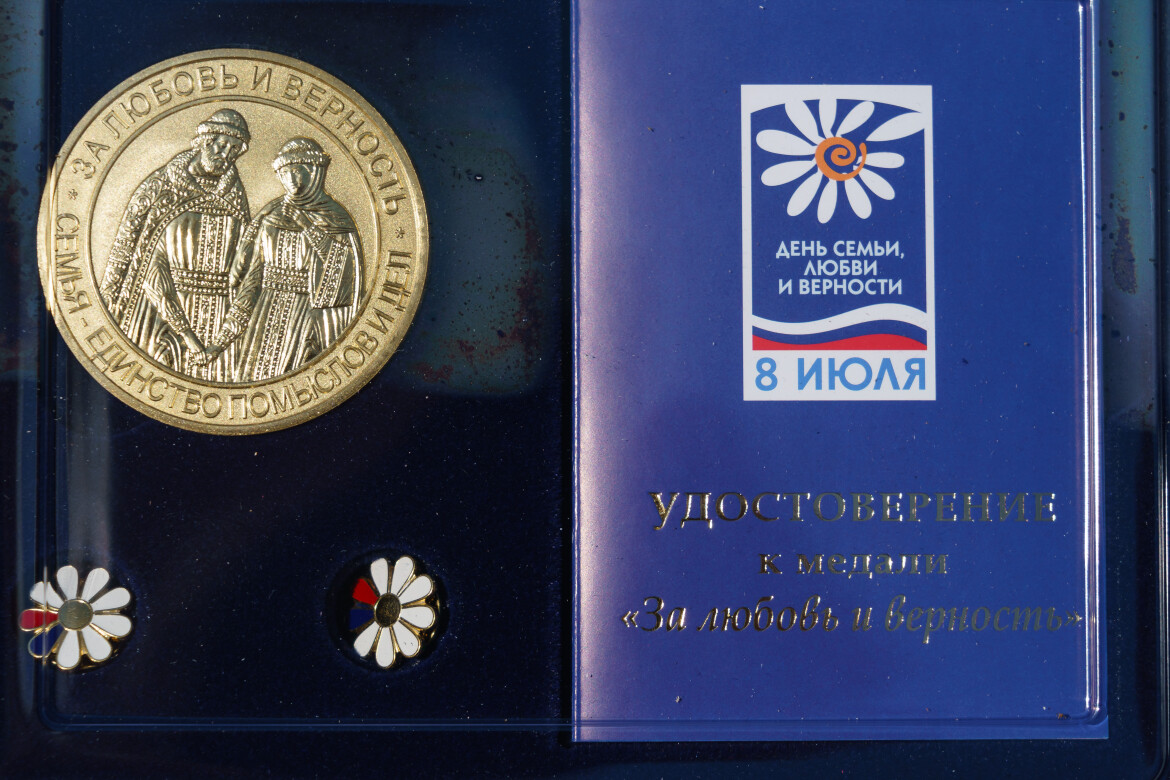 * ЗА ЛЮБОВЬ И ВЕРНОСТЬ *
СЕМЬЯ - ЕДИНСТВО ПОМЫСЛОВ И ДЕЛ
ДЕНЬ СЕМЬИ,
ЛЮБВИ
И ВЕРНОСТИ
8 ИЮЛЯ
УДОСТОВЕРЕНИЕ
к медали
«За любовь и верность»